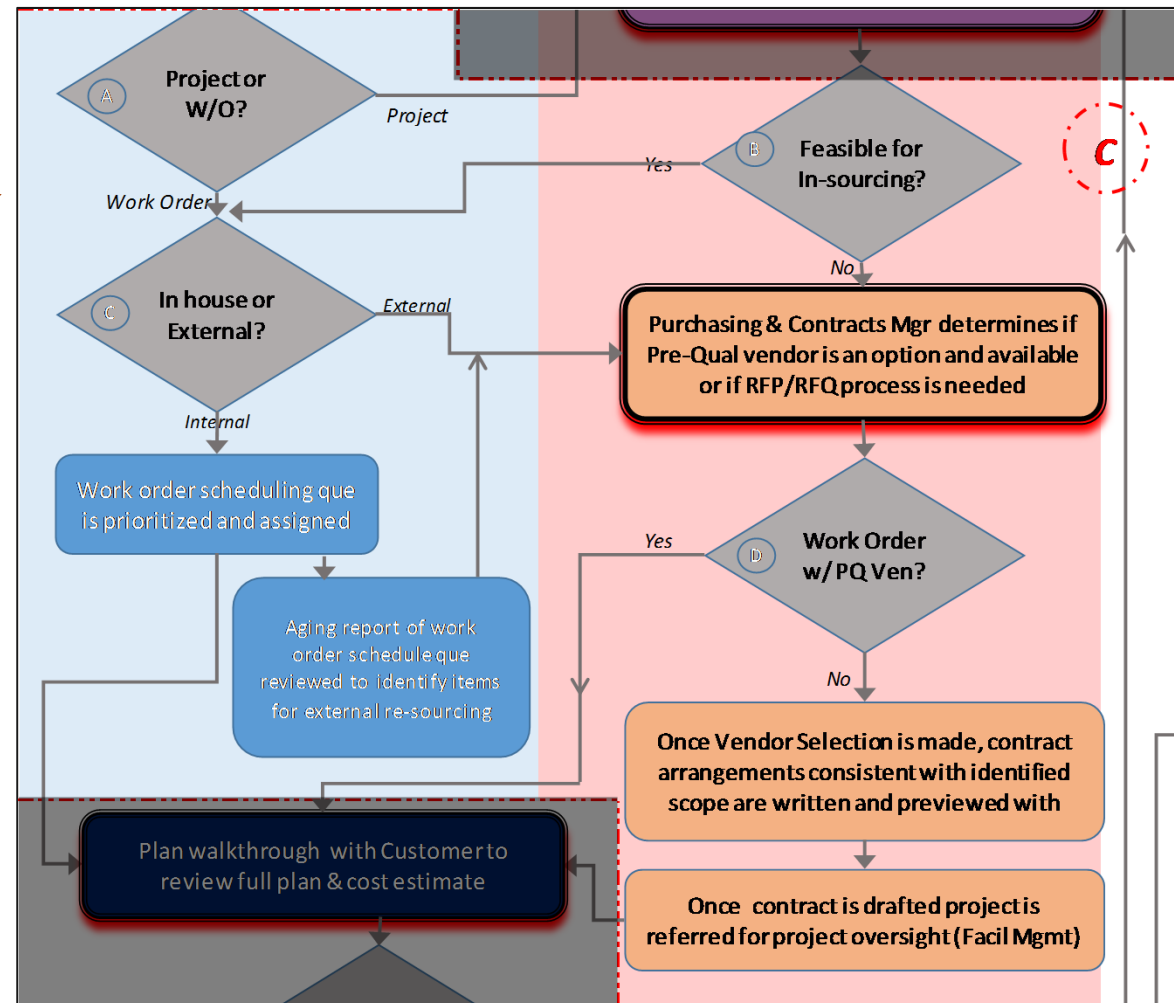 A
Project or
W/O?
Project
Work Order
B
Feasible for
In-sourcing?
Yes
No
C
C
In house or
External?
External
Internal
Purchasing & Contracts Mgr determines if
Pre-Qual vendor is an option and available
or if RFP/RFQ process is needed
Work order scheduling que
is prioritized and assigned
Aging report of work
order schedule que
reviewed to identify items
for external re-sourcing
D
Work Order
w/ PQ Ven?
Yes
No
Once Vendor Selection is made, contract
arrangements consistent with identified
scope are written and previewed with
Plan walkthrough with Customer to
review full plan & cost estimate
Once contract is drafted project is
referred for project oversight (Facil Mgmt)